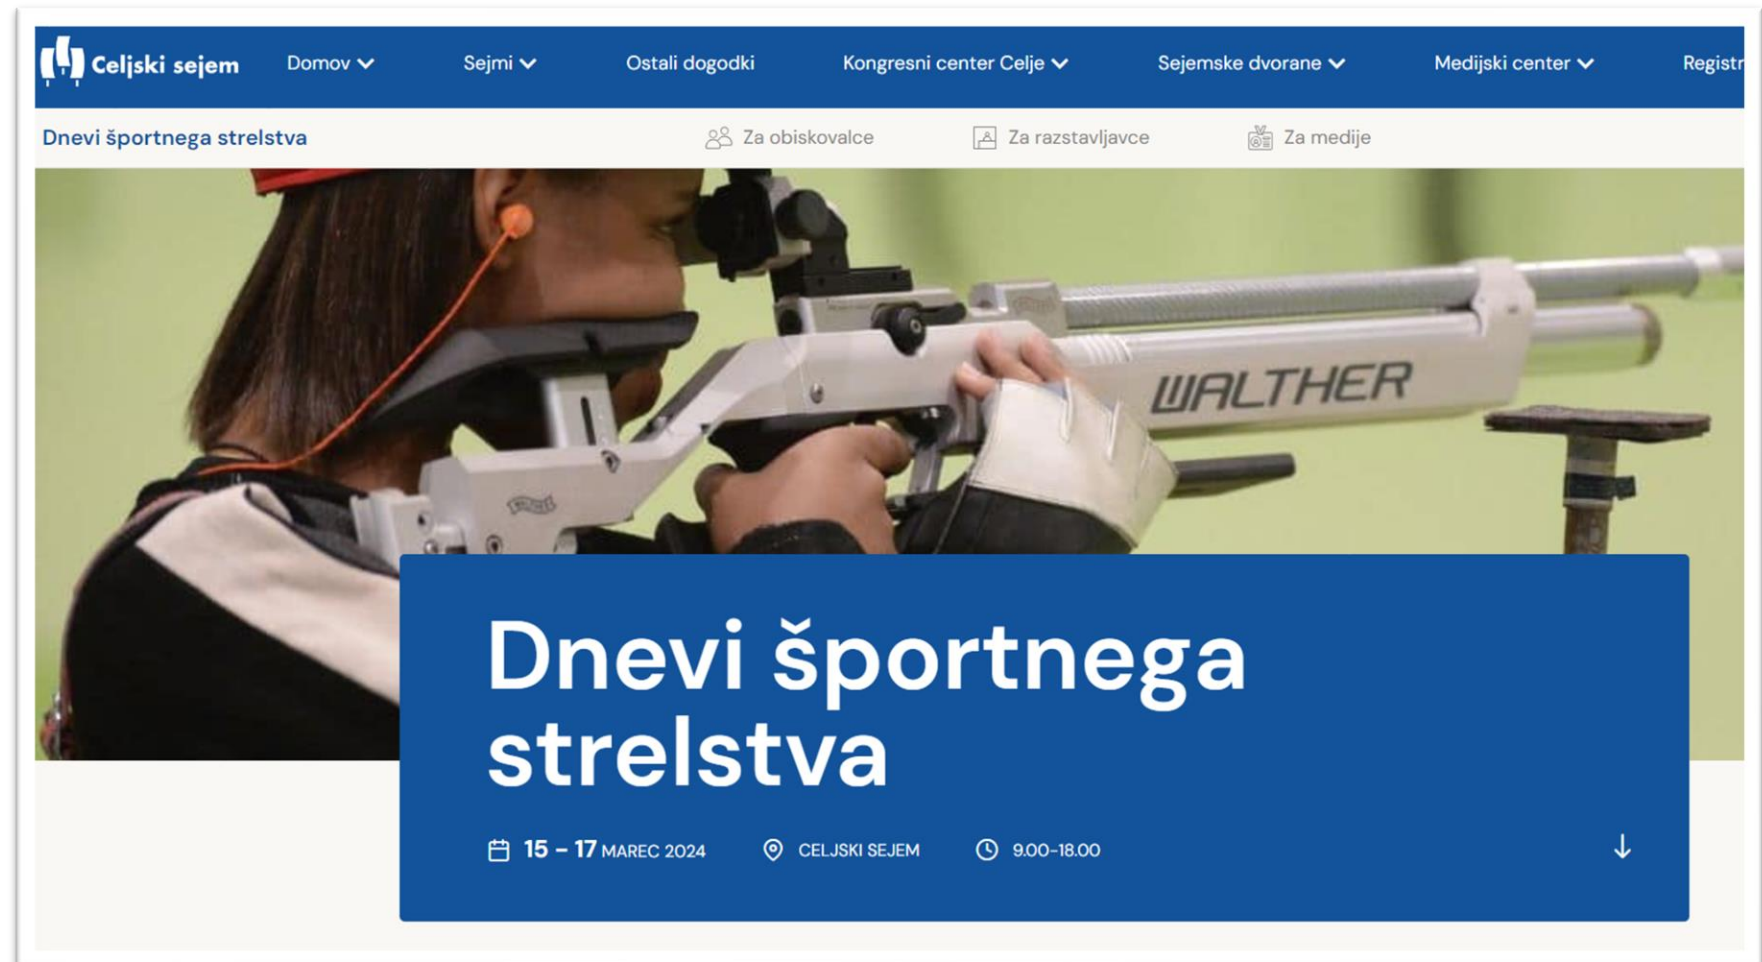 Celjski sejem
Domov
Sejmi
Ostali dogodki
Kongresni center Celje
Sejemske dvorane
Medijski center
Registr
Dnevi športnega strelstva
Za obiskovalce
Za razstavljavce
Za medije
WALTHER
Dnevi športnega
strelstva
15 – 17 MAREC 2024
CELJSKI SEJEM
9.00-18.00